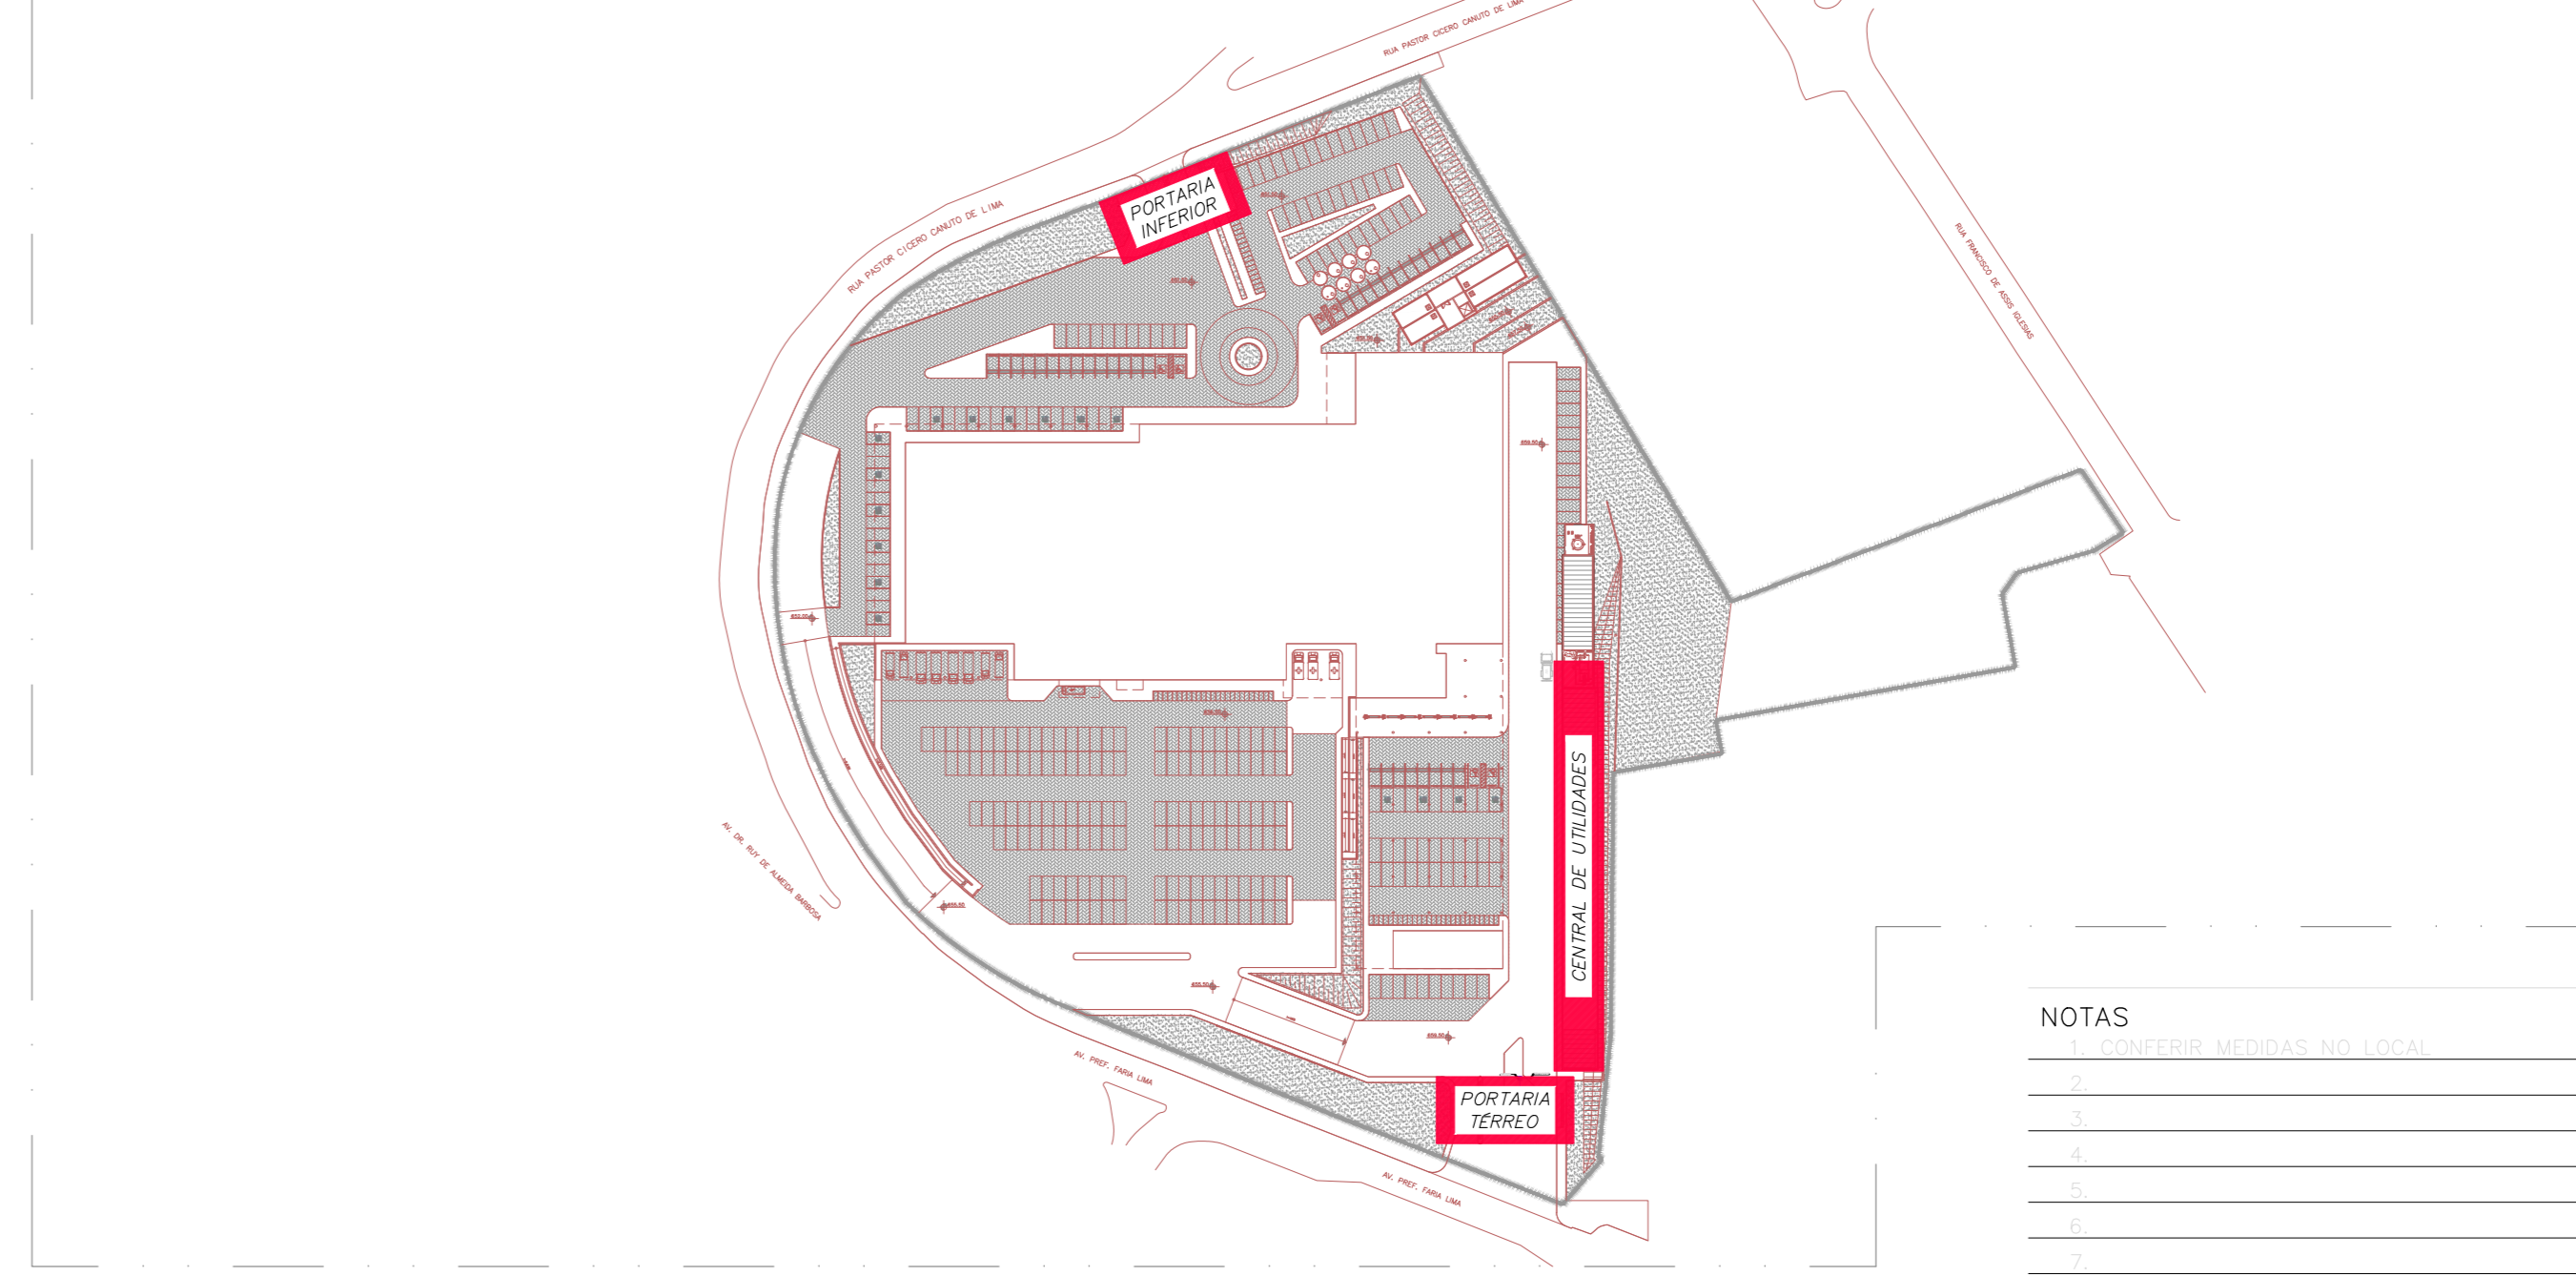 RUA PASTOR CICERO CANUTO DE LIMA
PORTARIA
INFERIOR
RUA PASTOR CICERO CANUTO DE LIMA
RUA FRANCISCO DE ASSIS IGLESIAS
CENTRAL DE UTILIDADES
AV. DR. RUY DE ALMEIDA BARBOSA
AV. PREF. FARIA LIMA
PORTARIA
TÉRREO
AV. PREF. FARIA LIMA
NOTAS
1. CONFERIR MEDIDAS NO LOCAL
2.
3.
4.
5.
6.
7.